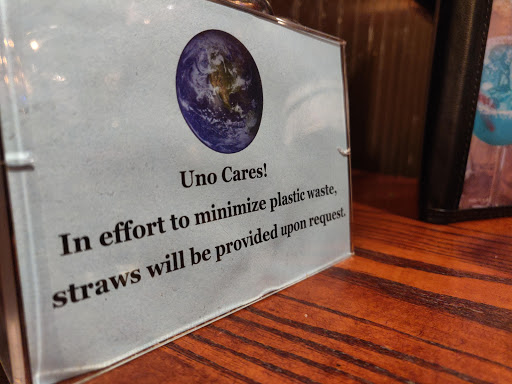 Uno Cares!
In effort to minimize plastic waste,
straws will be provided upon request.